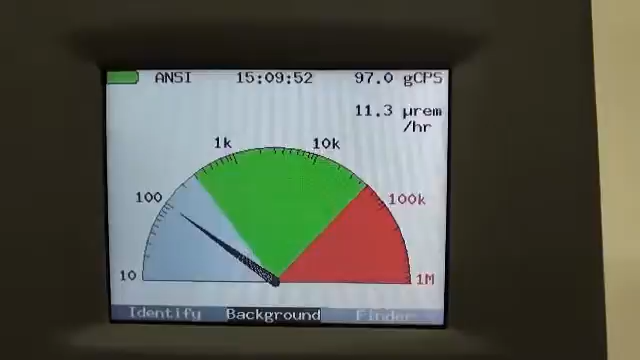 ANSI 15:09:52 97.0 gCPS
11.3 µrem
/hr
1k 10k
100 100k
10 1M
Identify Background Finder